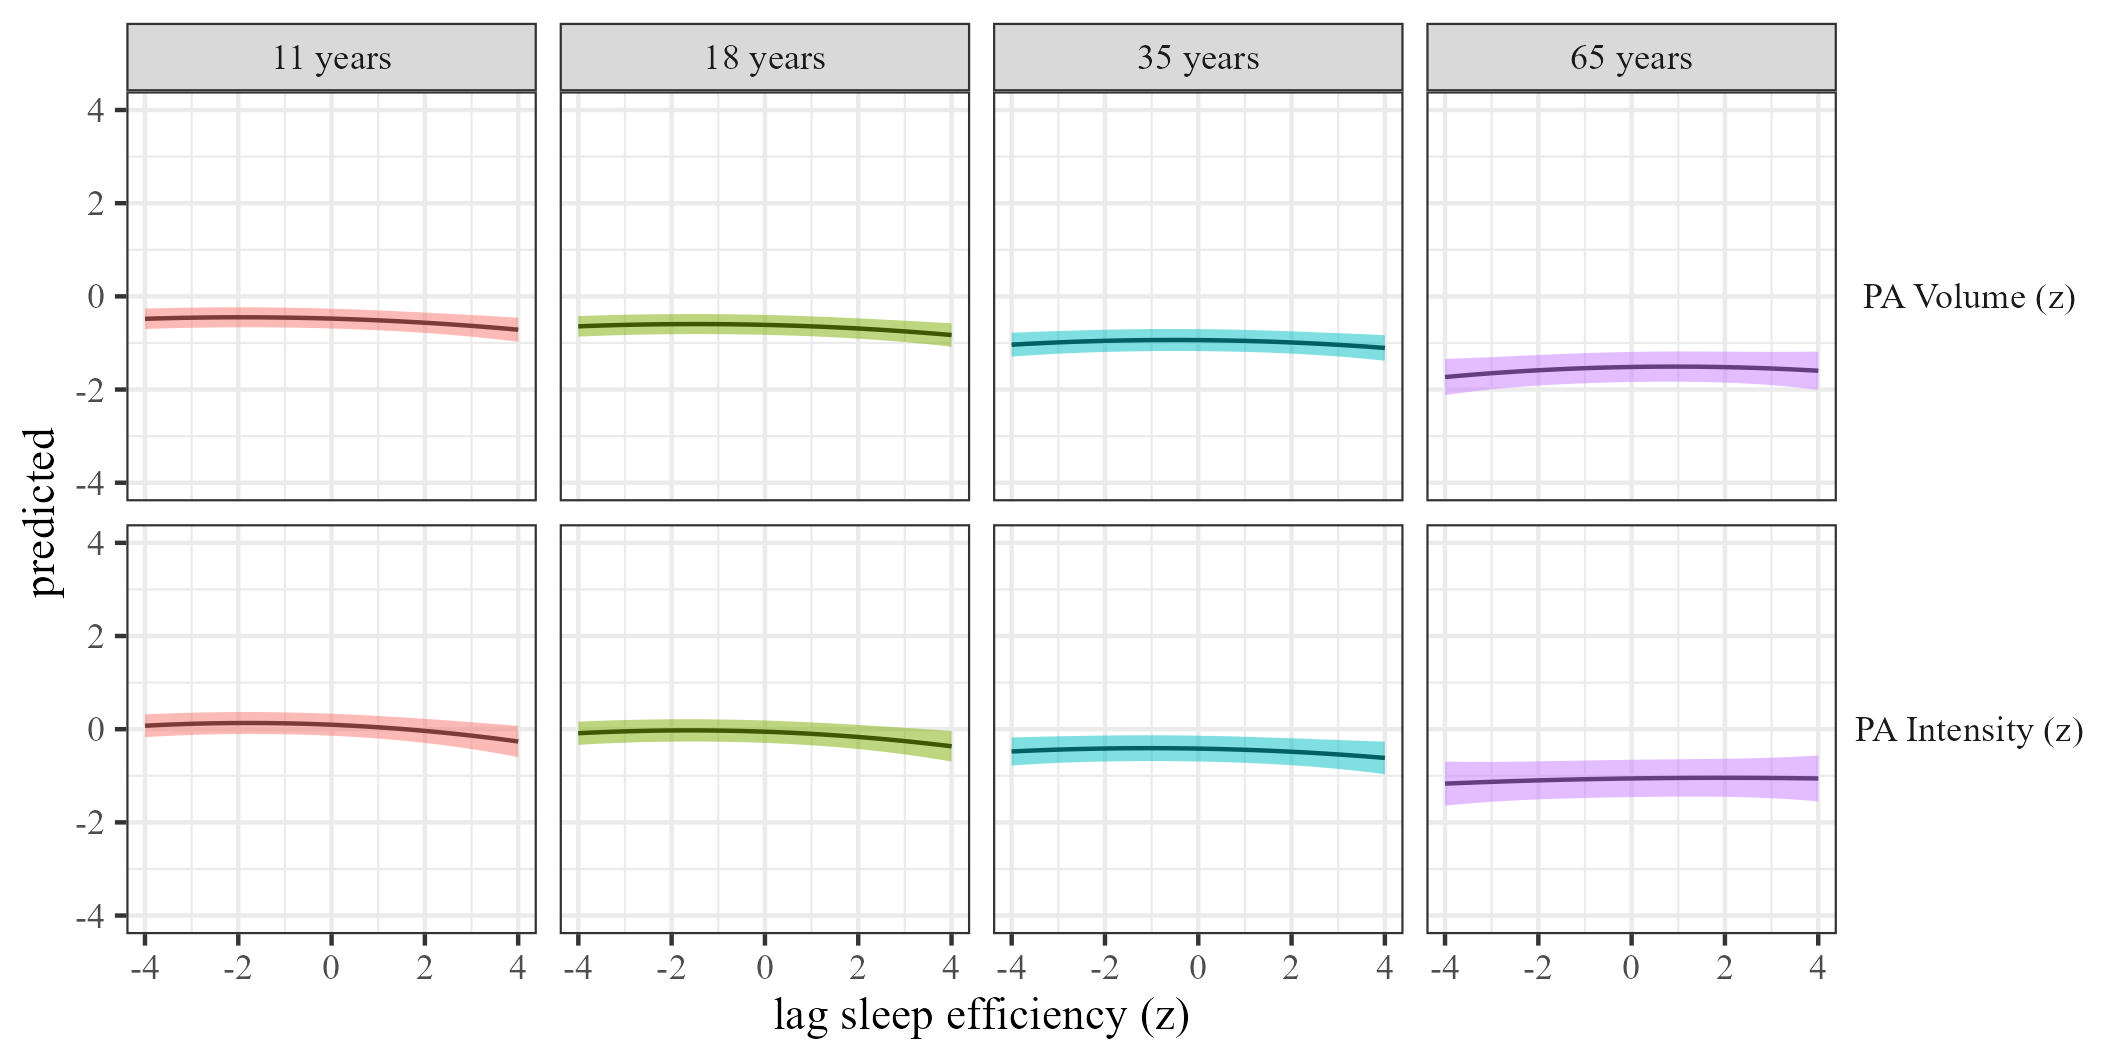 11 years
18 years
35 years
65 years
4
2
0
-2
-4
PA Volume (z)
predicted
4
2
0
-2
-4
PA Intensity (z)
-4 -2 0 2 4
-4 -2 0 2 4
-4 -2 0 2 4
-4 -2 0 2 4
lag sleep efficiency (z)